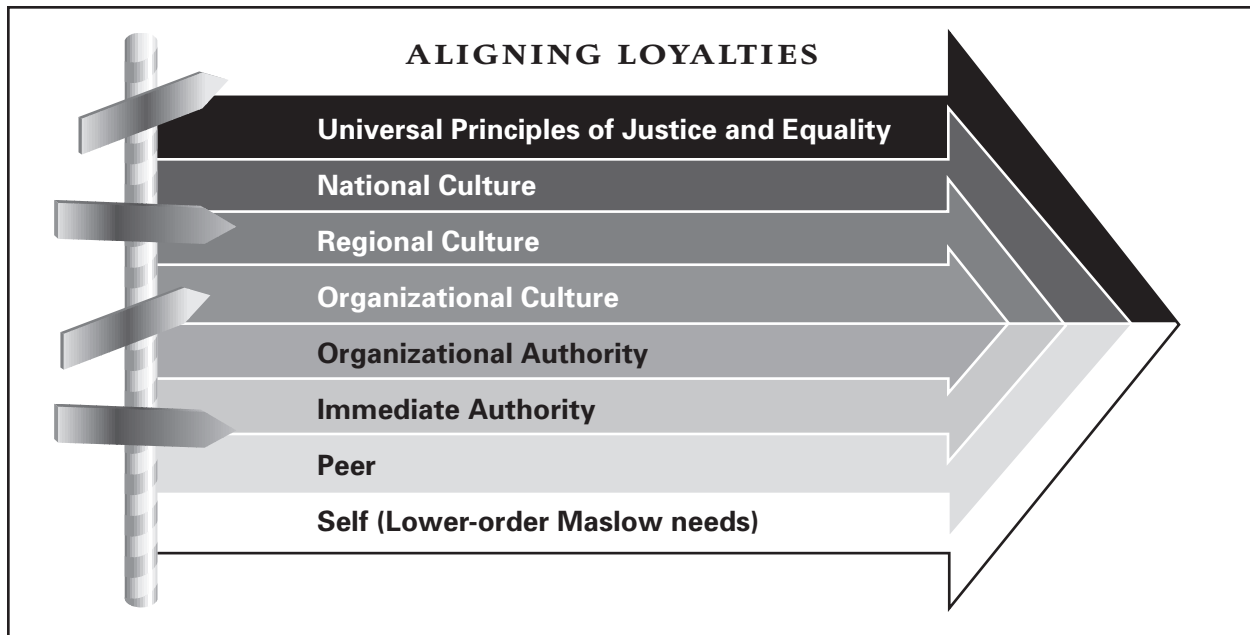 ALIGNING LOYALTIES
Universal Principles of Justice and Equality
National Culture
Regional Culture
Organizational Culture
Organizational Authority
Immediate Authority
Peer
Self (Lower-order Maslow needs)